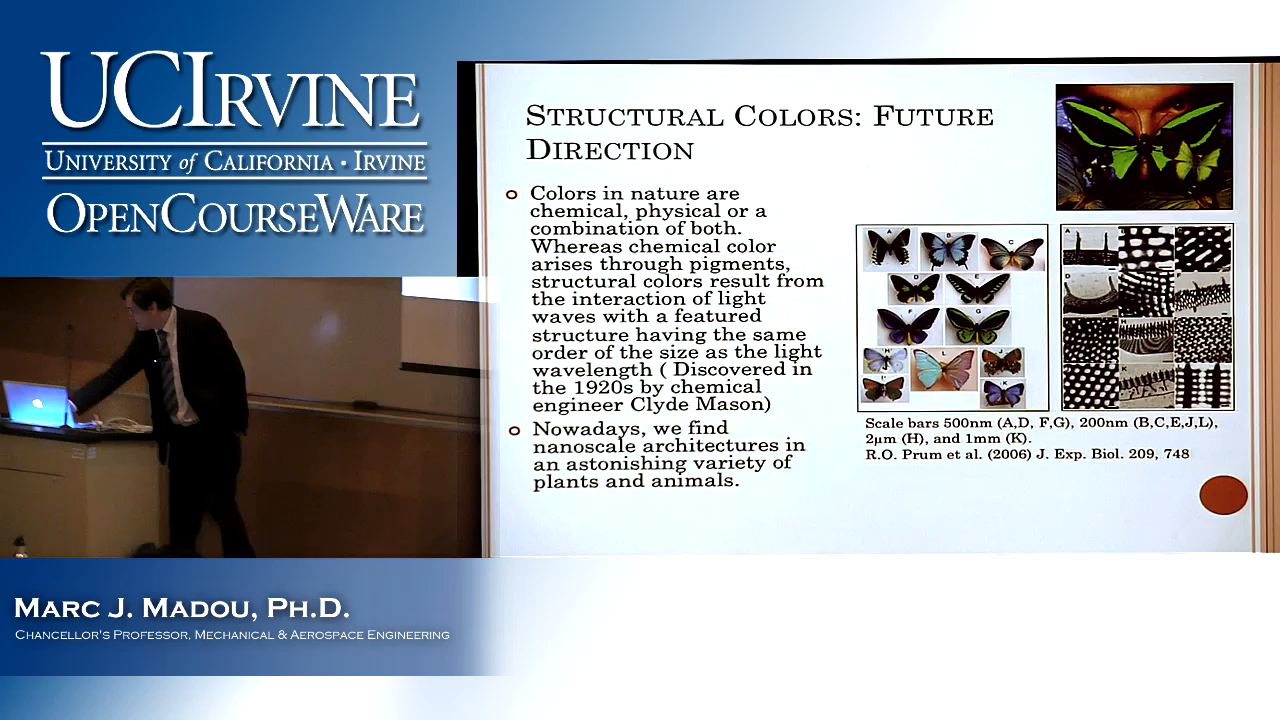 UCIRVINE
UNIVERSITY of CALIFORNIA · IRVINE
OPENCOURSEWARE
STRUCTURAL COLORS: FUTURE
DIRECTION
Colors in nature are
chemical, physical or a
combination of both.
Whereas chemical color
arises through pigments,
structural colors result from
the interaction of light
waves with a featured
structure having the same
order of the size as the light
wavelength ( Discovered in
the 1920s by chemical
engineer Clyde Mason)
Nowadays, we find
nanoscale architectures in
an astonishing variety of
plants and animals.
A B C
D E
F G
H L J
I K
A
D
H
K
Scale bars 500nm (A,D, F,G), 200nm (B,C,E,J,L),
2µm (H), and 1mm (K).
R.O. Prum et al. (2006) J. Exp. Biol. 209, 748
MARC J. MADOU, PH.D.
CHANCELLOR'S PROFESSOR, MECHANICAL & AEROSPACE ENGINEERING